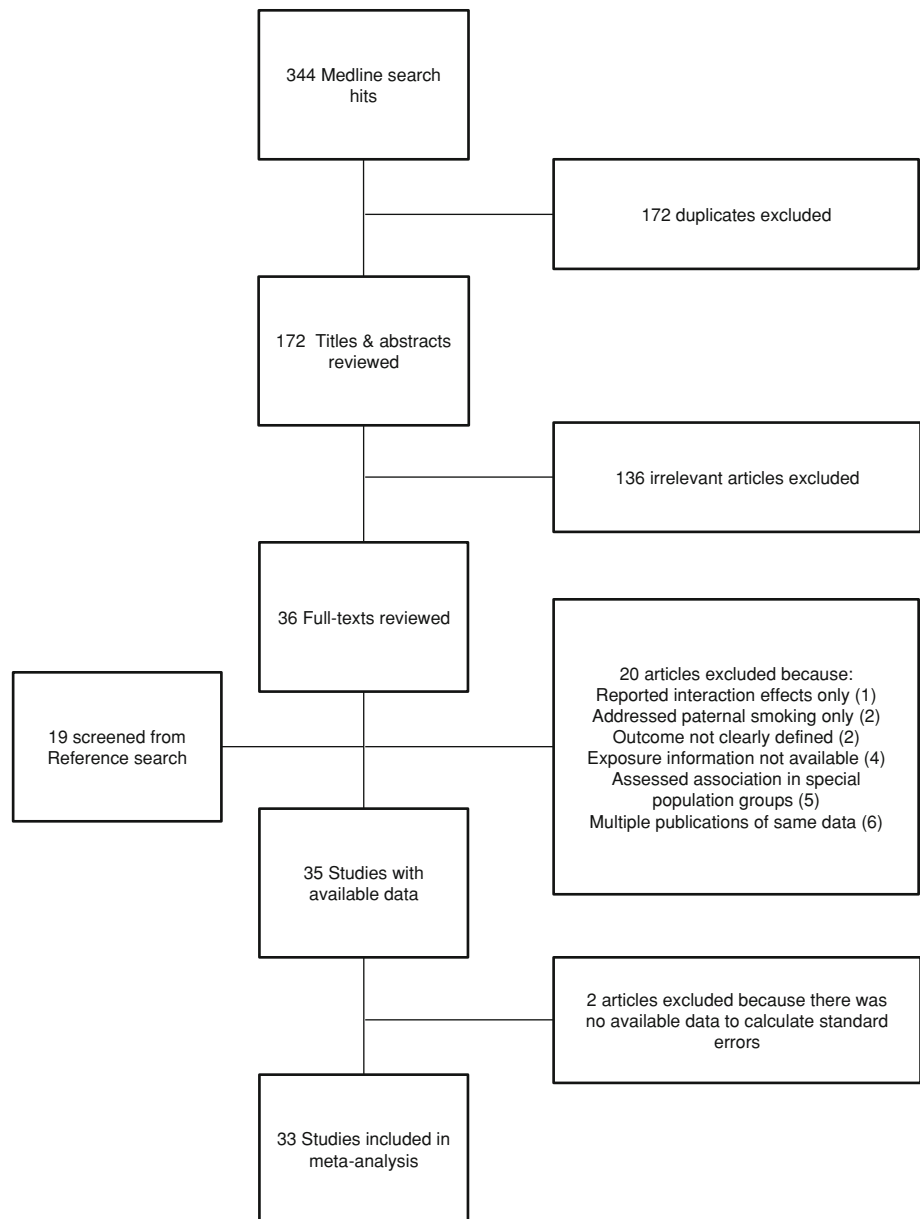 344 Medline search
hits
172 duplicates excluded
172 Titles & abstracts
reviewed
136 irrelevant articles excluded
36 Full-texts reviewed
19 screened from
Reference search
20 articles excluded because:
Reported interaction effects only (1)
Addressed paternal smoking only (2)
Outcome not clearly defined (2)
Exposure information not available (4)
Assessed association in special
population groups (5)
Multiple publications of same data (6)
35 Studies with
available data
2 articles excluded because there was
no available data to calculate standard
errors
33 Studies included in
meta-analysis